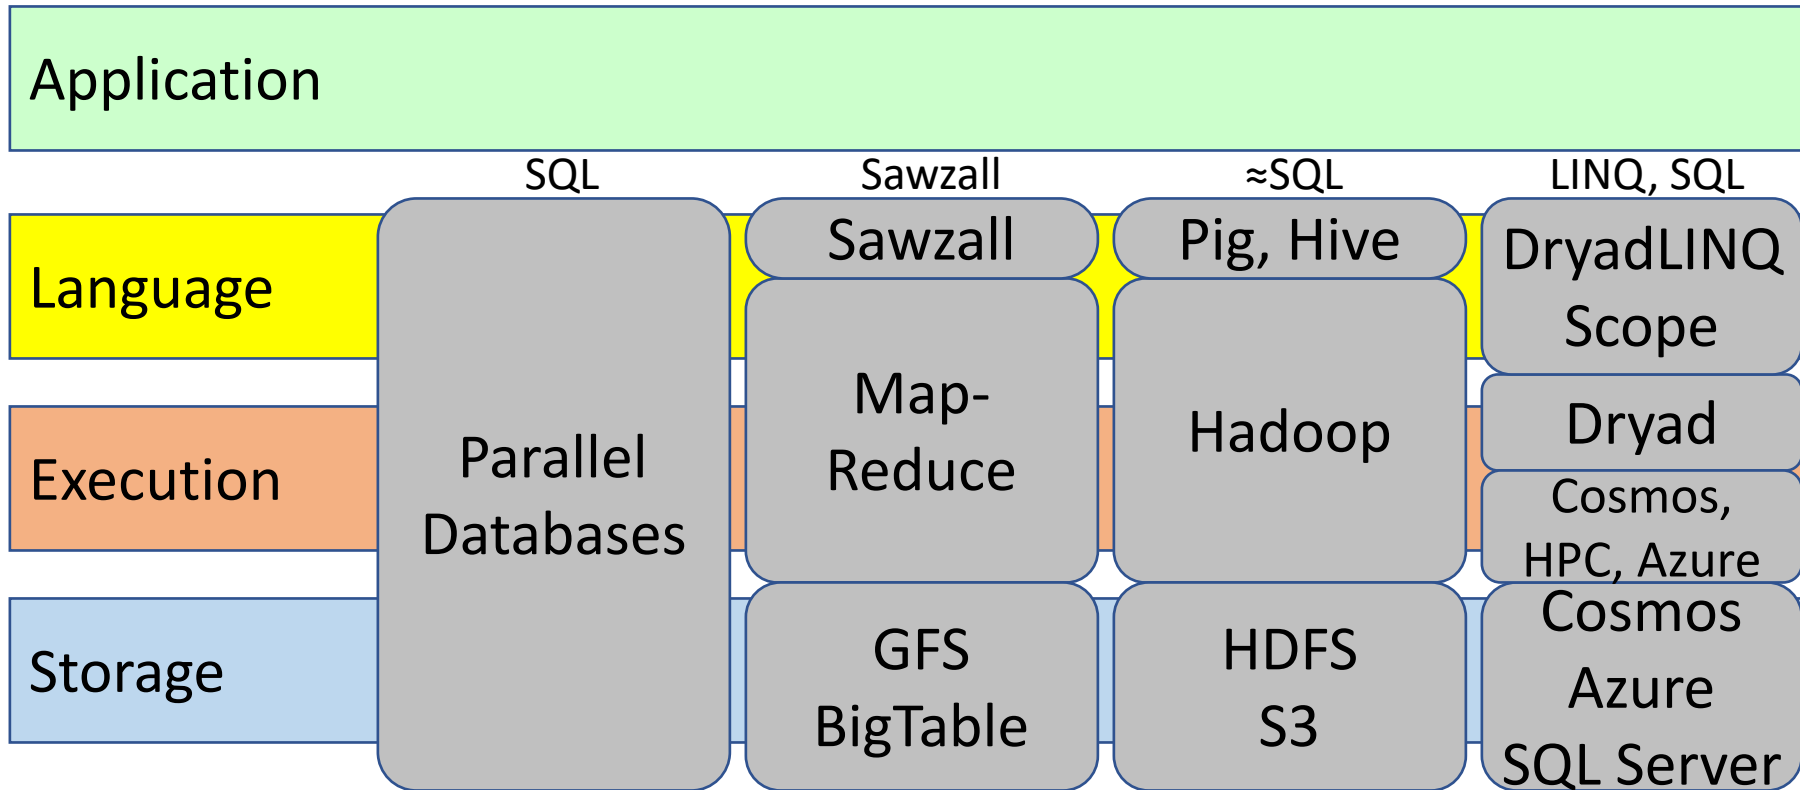 Application
SQL
Sawzall
≈SQL
LINQ, SQL
Language
Execution
Storage
Parallel
Databases
Sawzall
Map-
Reduce
GFS
BigTable
Pig, Hive
Hadoop
HDFS
S3
DryadLINQ
Scope
Dryad
Cosmos,
HPC, Azure
Cosmos
Azure
SQL Server